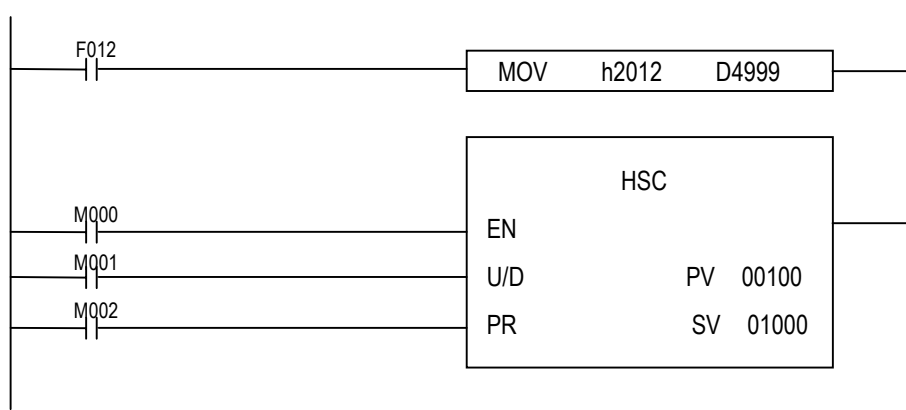 F012
MOV h2012 D4999
HSC
M000
EN
M001
U/D PV 00100
M002
PR SV 01000